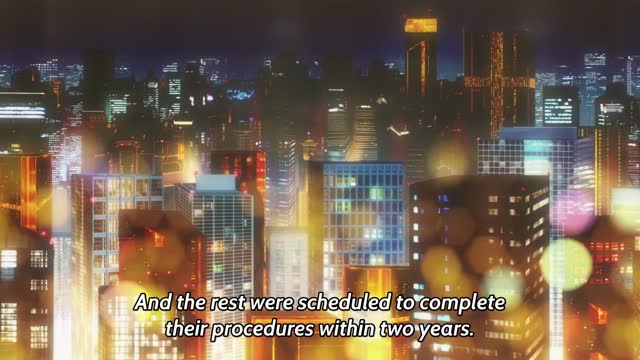 And the rest were scheduled to complete
their procedures within two years.